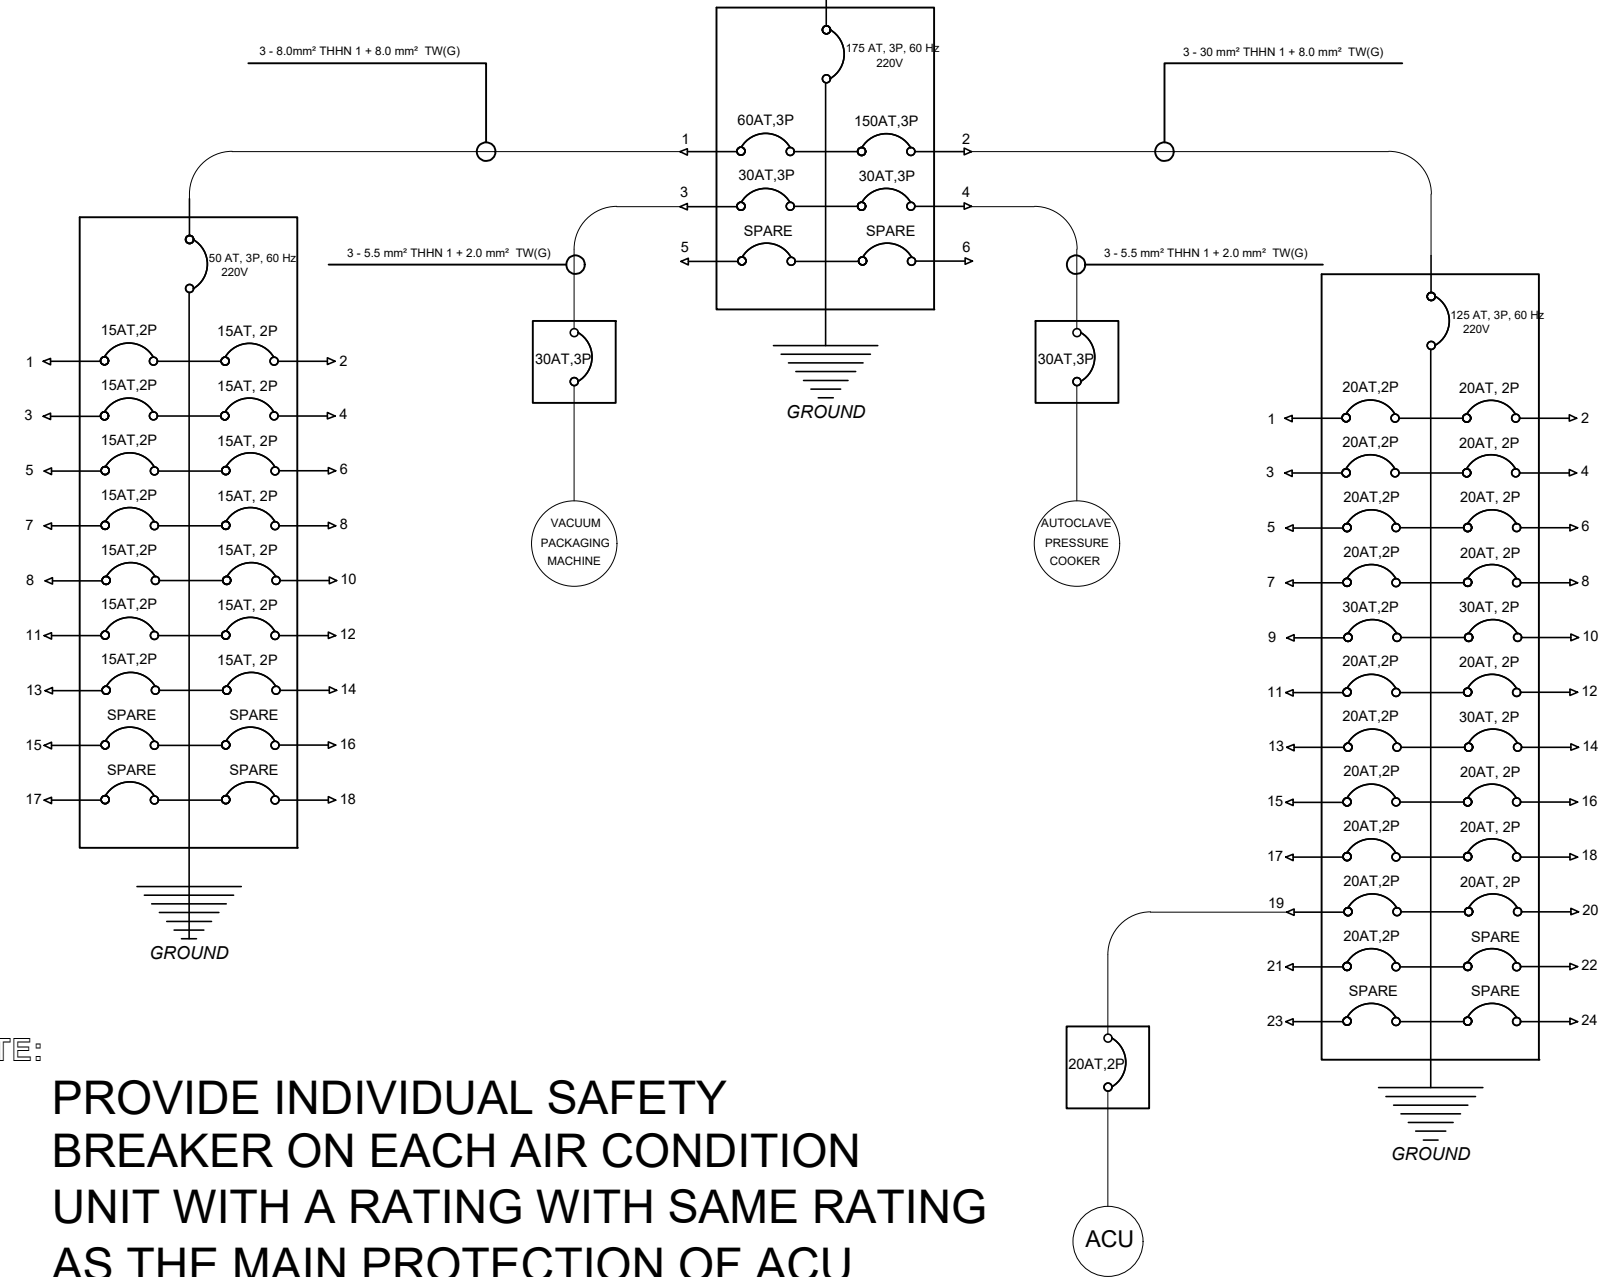 3 - 8.0mm² THHN 1 + 8.0 mm² TW(G)
175 AT, 3P, 60 Hz
220V
3 - 30 mm² THHN 1 + 8.0 mm² TW(G)
60AT,3P 150AT,3P
1 2
30AT,3P 30AT,3P
3 4
SPARE SPARE
5 6
3 - 5.5 mm² THHN 1 + 2.0 mm² TW(G)
3 - 5.5 mm² THHN 1 + 2.0 mm² TW(G)
30AT,3P
30AT,3P
GROUND
VACUUM
PACKAGING
MACHINE
AUTOCLAVE
PRESSURE
COOKER
50 AT, 3P, 60 Hz
220V
15AT,2P 15AT, 2P
1 2
15AT,2P 15AT, 2P
3 4
15AT,2P 15AT, 2P
5 6
15AT,2P 15AT, 2P
7 8
15AT,2P 15AT, 2P
8 10
15AT,2P 15AT, 2P
11 12
15AT,2P 15AT, 2P
13 14
SPARE SPARE
15 16
SPARE SPARE
17 18
GROUND
125 AT, 3P, 60 Hz
220V
20AT,2P 20AT, 2P
1 2
20AT,2P 20AT, 2P
3 4
20AT,2P 20AT, 2P
5 6
20AT,2P 20AT, 2P
7 8
30AT,2P 30AT, 2P
9 10
20AT,2P 20AT, 2P
11 12
20AT,2P 30AT, 2P
13 14
20AT,2P 20AT, 2P
15 16
20AT,2P 20AT, 2P
17 18
20AT,2P 20AT, 2P
19 20
20AT,2P SPARE
21 22
SPARE SPARE
23 24
GROUND
20AT,2P
ACU
TE:
PROVIDE INDIVIDUAL SAFETY
BREAKER ON EACH AIR CONDITION
UNIT WITH A RATING WITH SAME RATING
AS THE MAIN PROTECTION OF ACU